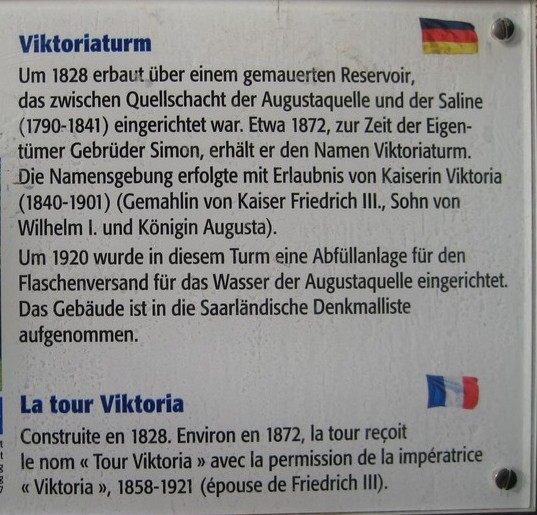 Viktoriaturm
Um 1828 erbaut über einem gemauerten Reservoir,
das zwischen Quellschacht der Augustaquelle und der Saline
(1790-1841) eingerichtet war. Etwa 1872, zur Zeit der Eigen-
tümer Gebrüder Simon, erhält er den Namen Viktoriaturm.
Die Namensgebung erfolgte mit Erlaubnis von Kaiserin Viktoria
(1840-1901) (Gemahlin von Kaiser Friedrich III., Sohn von
Wilhelm I. und Königin Augusta).
Um 1920 wurde in diesem Turm eine Abfüllanlage für den
Flaschenversand für das Wasser der Augustaquelle eingerichtet.
Das Gebäude ist in die Saarländische Denkmalliste
aufgenommen.
La tour Viktoria
Construite en 1828. Environ en 1872, la tour reçoit
le nom « Tour Viktoria » avec la permission de la impératrice
« Viktoria », 1858-1921 (épouse de Friedrich III).